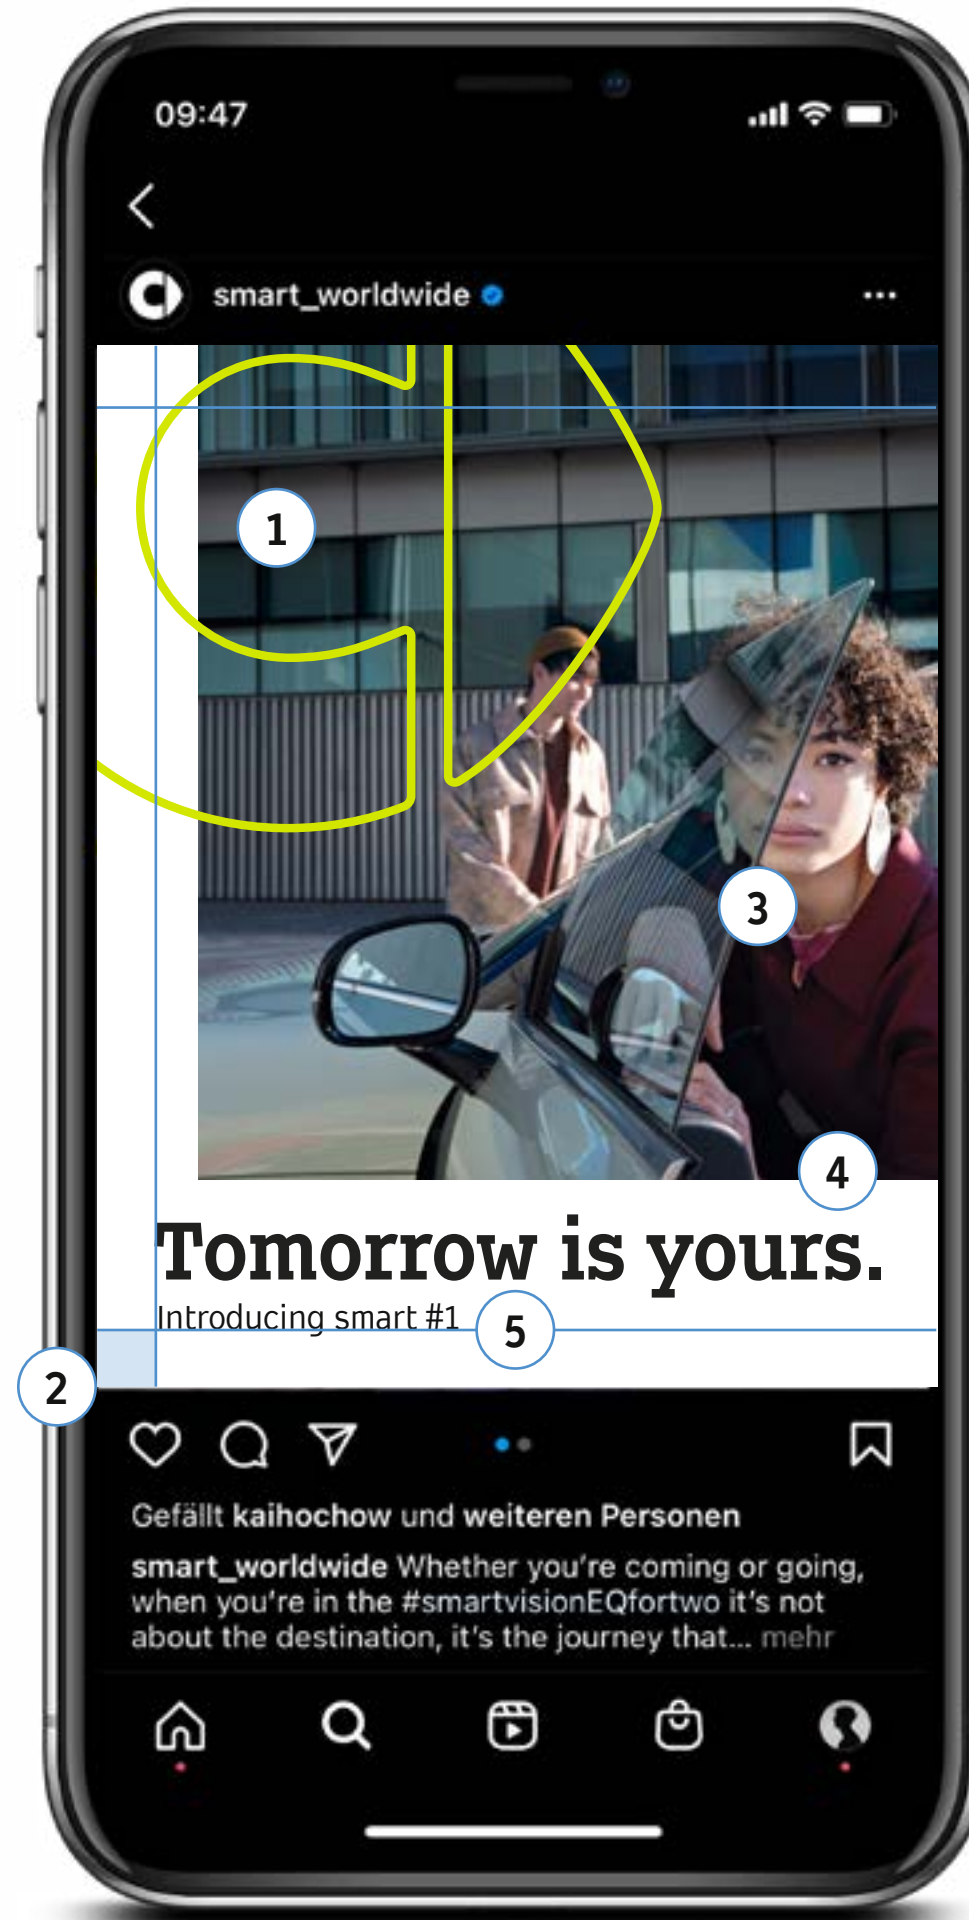 09:47
smart_worldwide
1
3
4
Tomorrow is yours.
Introducing smart #1
5
2
Gefällt kaihochow und weiteren Personen
smart_worldwide Whether you're coming or going,
when you're in the #smartvisionEQfortwo it's not
about the destination, it's the journey that... mehr